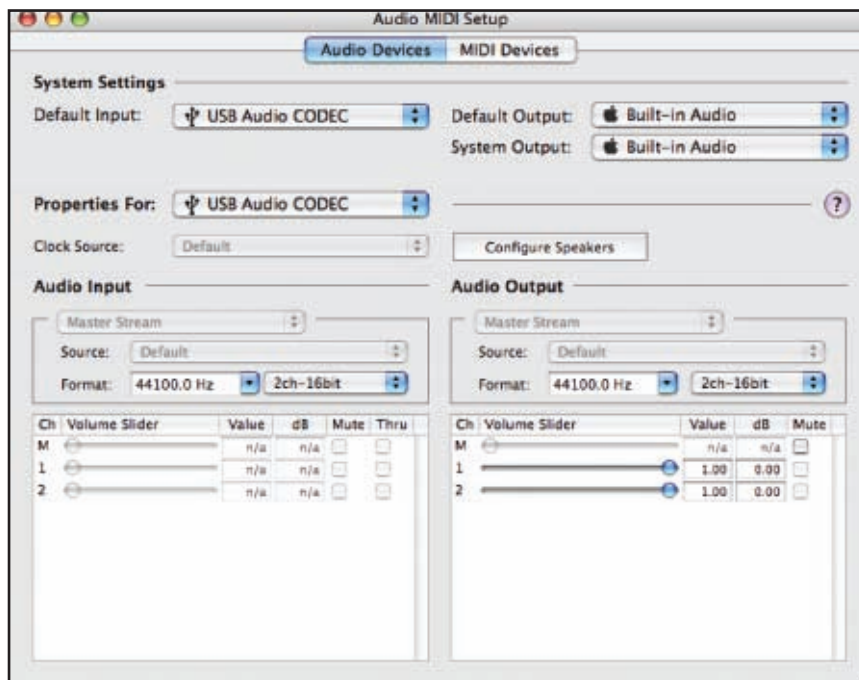 Audio MIDI Setup
Audio Devices MIDI Devices
System Settings
Default Input: USB Audio CODEC
Default Output: Built-in Audio
System Output: Built-in Audio
Properties For: USB Audio CODEC
?
Clock Source: Default
Configure Speakers
Audio Input
Master Stream
Source: Default
Format: 44100.0 Hz 2ch-16bit
Ch Volume Slider Value dB Mute Thru
M n/a n/a
1 n/a n/a
2 n/a n/a
Audio Output
Master Stream
Source: Default
Format: 44100.0 Hz 2ch-16bit
Ch Volume Slider Value dB Mute
M n/a n/a
1 1.00 0.00
2 1.00 0.00